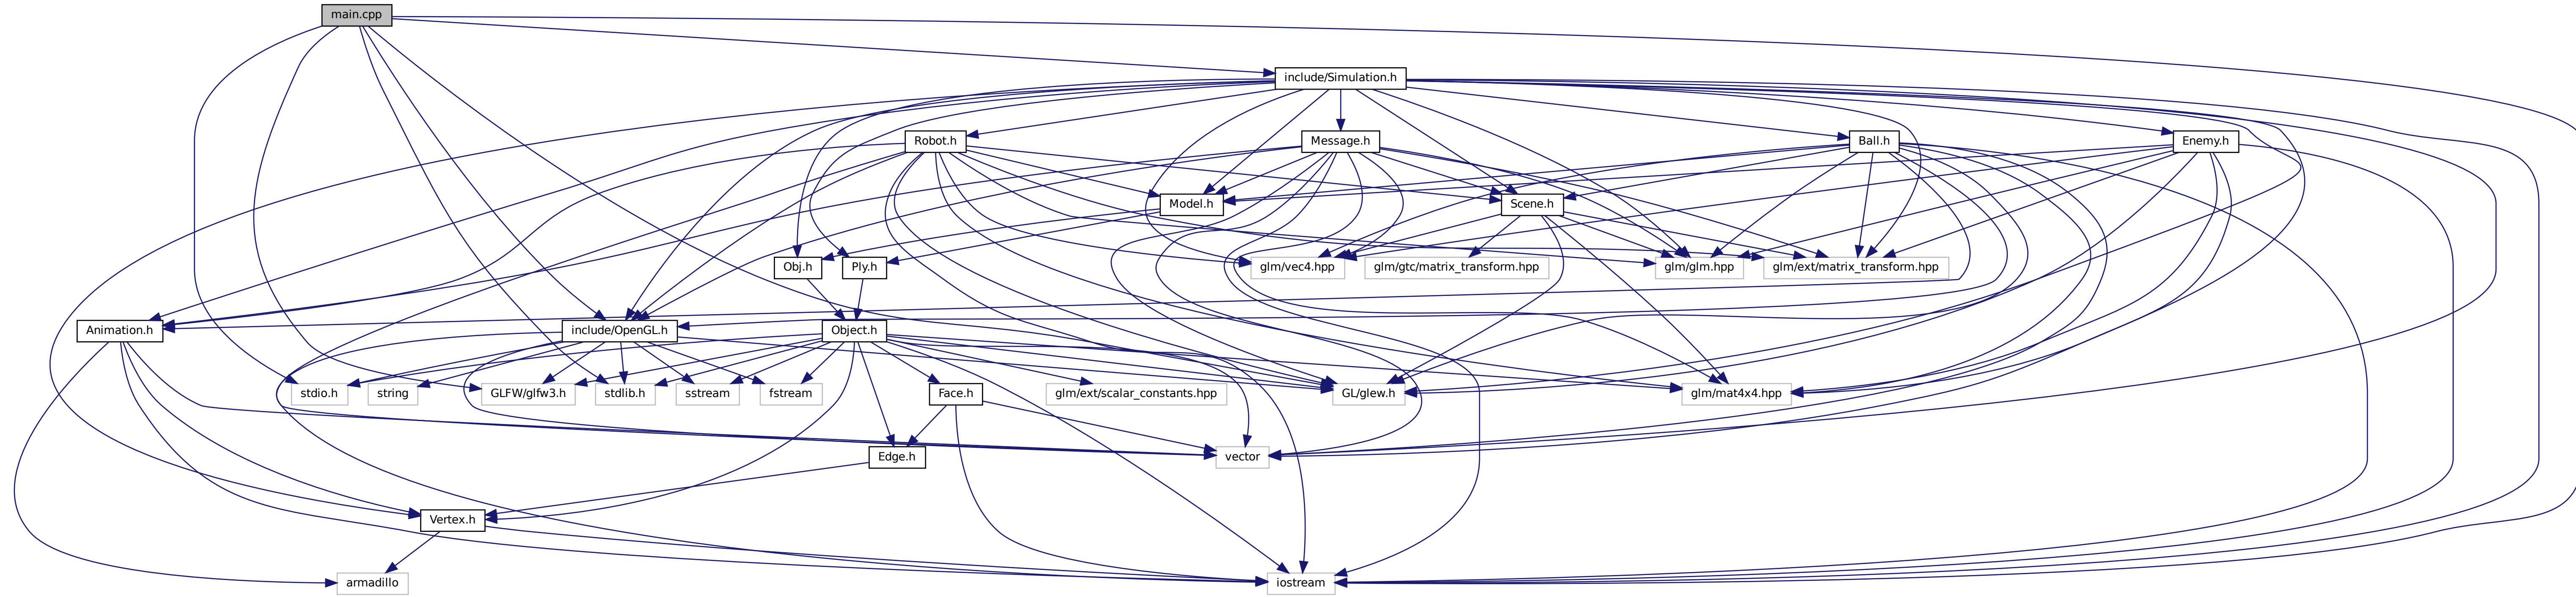 main.cpp
include/Simulation.h
Robot.h
Message.h
Ball.h
Enemy.h
Model.h
Scene.h
Obj.h
Ply.h
glm/vec4.hpp
glm/gtc/matrix_transform.hpp
glm/glm.hpp
glm/ext/matrix_transform.hpp
Animation.h
include/OpenGL.h
Object.h
stdio.h
string
GLFW/glfw3.h
stdlib.h
sstream
fstream
Face.h
glm/ext/scalar_constants.hpp
GL/glew.h
glm/mat4x4.hpp
Edge.h
vector
Vertex.h
armadillo
iostream